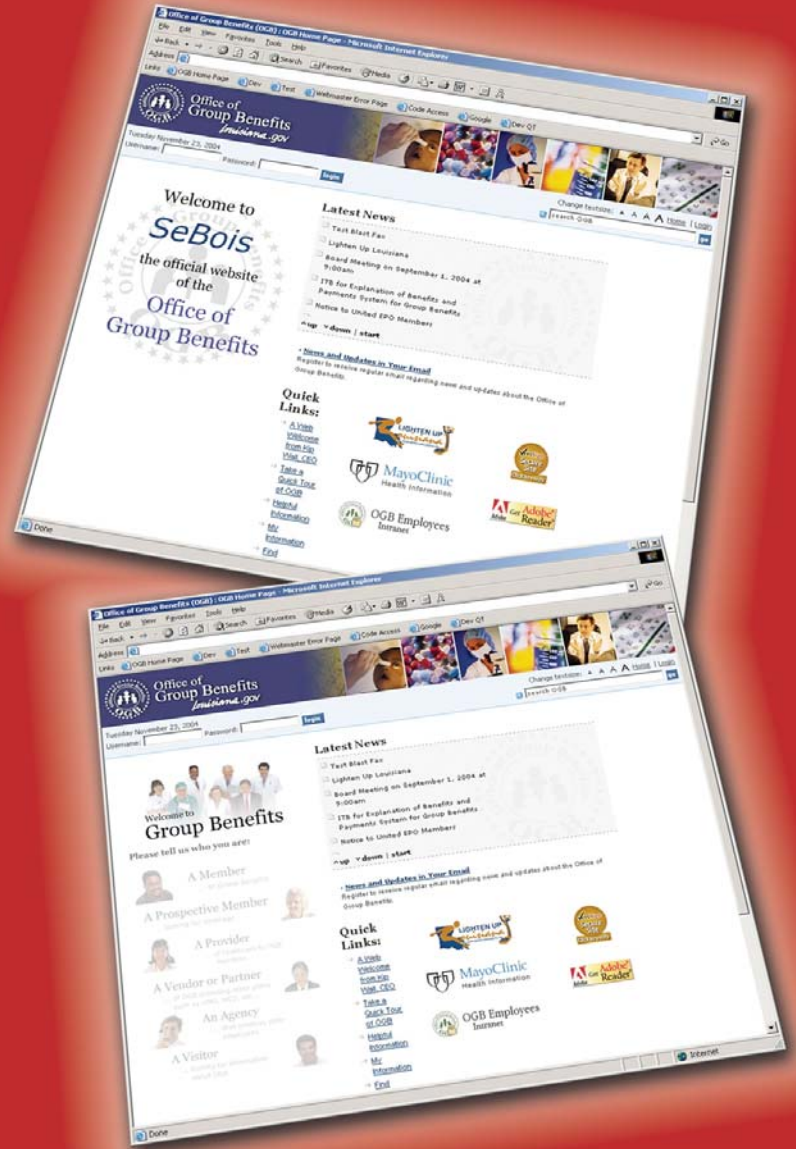 Office of Group Benefits (OGB) : OGB Home Page - Microsoft Internet Explorer
File Edit View Favorites Tools Help
Back Search Favorites Media
Address Go
Links OGB Home Page Dev Test Webmaster Error Page Code Access Google Dev QT
Office of
Group Benefits
Louisiana.gov
OGB
Tuesday November 23, 2004
Change textsize: A A A A Home | Login
Username: Password: login
search OGB go
Welcome to
SeBois
the official website
of the
Office of
Group Benefits
Latest News
Test Blast Fax
Lighten Up Louisiana
Board Meeting on September 1, 2004 at
9:00am
ITB for Explanation of Benefits and
Payments System for Group Benefits
Notice to United EPO Members
^up ˅down | start
News and Updates in Your Email
Register to receive regular email regarding news and updates about the Office of
Group Benefits.
Quick
Links:
A Web
Welcome
from Kip
Wall, CEO
Take a
Quick Tour
of OGB
Helpful
Information
My
Information
Find
LIGHTEN UP
Louisiana
Secure
Site
MayoClinic
Health Information
Get Adobe
Reader
Adobe
OGB Employees
Intranet
Done
Office of Group Benefits (OGB) : OGB Home Page - Microsoft Internet Explorer
File Edit View Favorites Tools Help
Back Search Favorites Media
Address Go
Links OGB Home Page Dev Test Webmaster Error Page Code Access Google Dev QT
Office of
Group Benefits
Louisiana.gov
OGB
Tuesday November 23, 2004
Change textsize: A A A A Home | Login
Username: Password: login
search OGB go
Welcome to
Group Benefits
Please tell us who you are:
A Member
A Prospective Member
A Provider
A Vendor or Partner
An Agency
A Visitor
Latest News
Test Blast Fax
Lighten Up Louisiana
Board Meeting on September 1, 2004 at
9:00am
ITB for Explanation of Benefits and
Payments System for Group Benefits
Notice to United EPO Members
^up ˅down | start
News and Updates in Your Email
Register to receive regular email regarding news and updates about the Office of
Group Benefits.
Quick
Links:
A Web
Welcome
from Kip
Wall, CEO
Take a
Quick Tour
of OGB
Helpful
Information
My
Information
Find
LIGHTEN UP
Louisiana
Secure
Site
MayoClinic
Health Information
Get Adobe
Reader
Adobe
OGB Employees
Intranet
Done
Internet